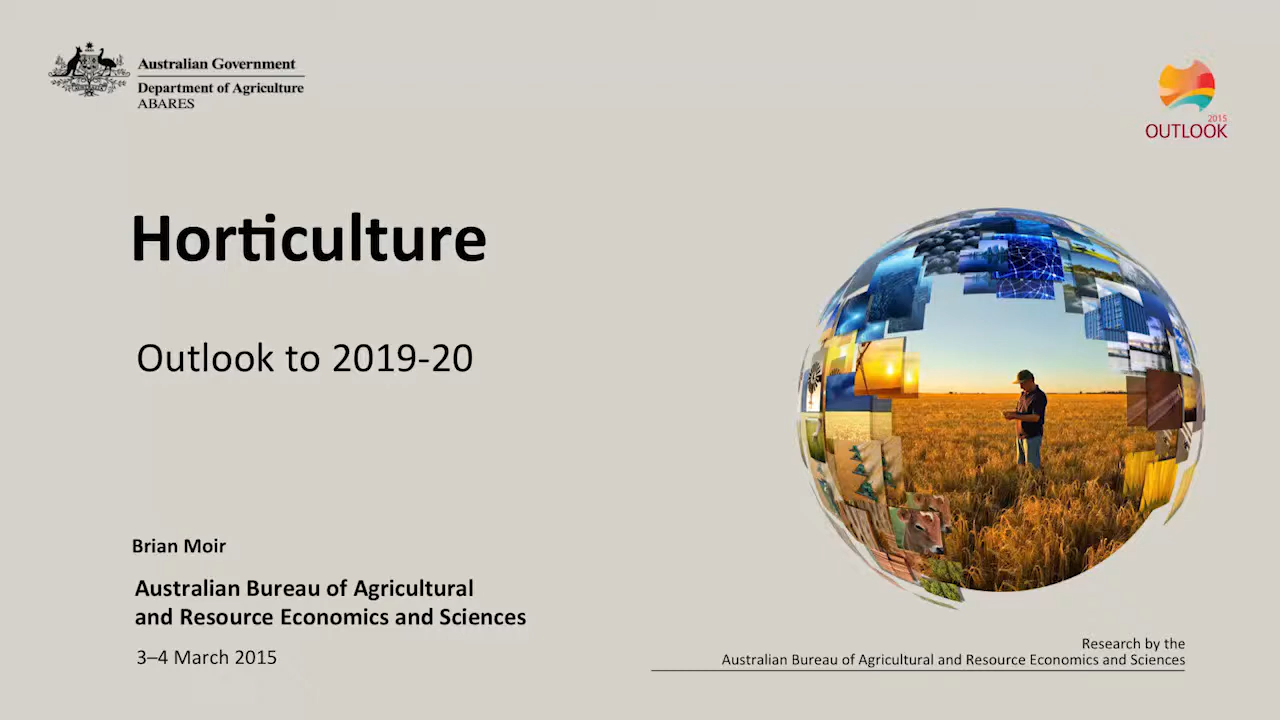 Australian Government
Department of Agriculture
ABARES
2015
OUTLOOK
Horticulture
Outlook to 2019-20
Brian Moir
Australian Bureau of Agricultural
and Resource Economics and Sciences
3–4 March 2015
Research by the
Australian Bureau of Agricultural and Resource Economics and Sciences